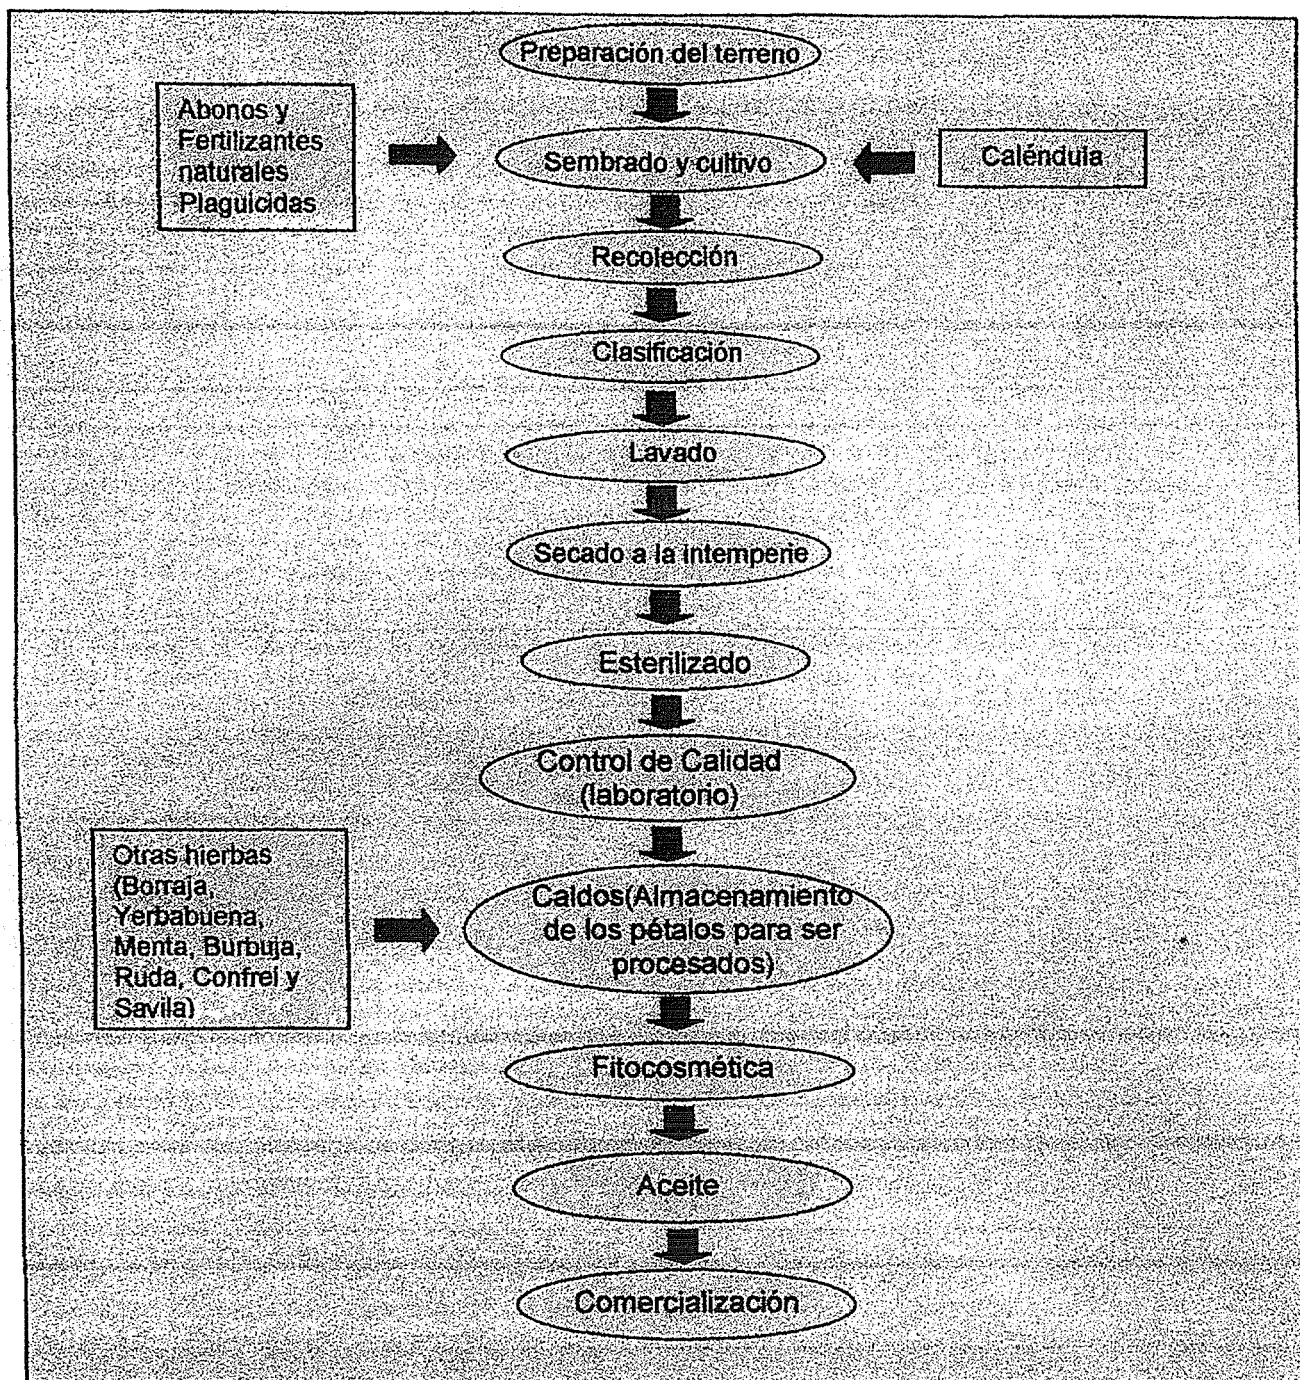 Preparación del terreno
Abonos y
Fertilizantes
naturales
Plaguicidas
Sembrado y cultivo
Caléndula
Recolección
Clasificación
Lavado
Secado a la intemperie
Esterilizado
Control de Calidad
(laboratorio)
Otras hierbas
(Borraja,
Yerbabuena,
Menta, Burbuja,
Ruda, Confrei y
Savila)
Caldos(Almacenamiento
de los pétalos para ser
procesados)
Fitocosmética
Aceite
Comercialización